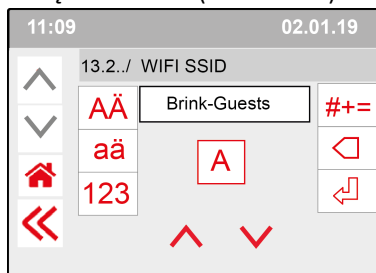 11:09 02.01.19
13.2../ WIFI SSID
AÄ Brink-Guests #+=
aä A
123